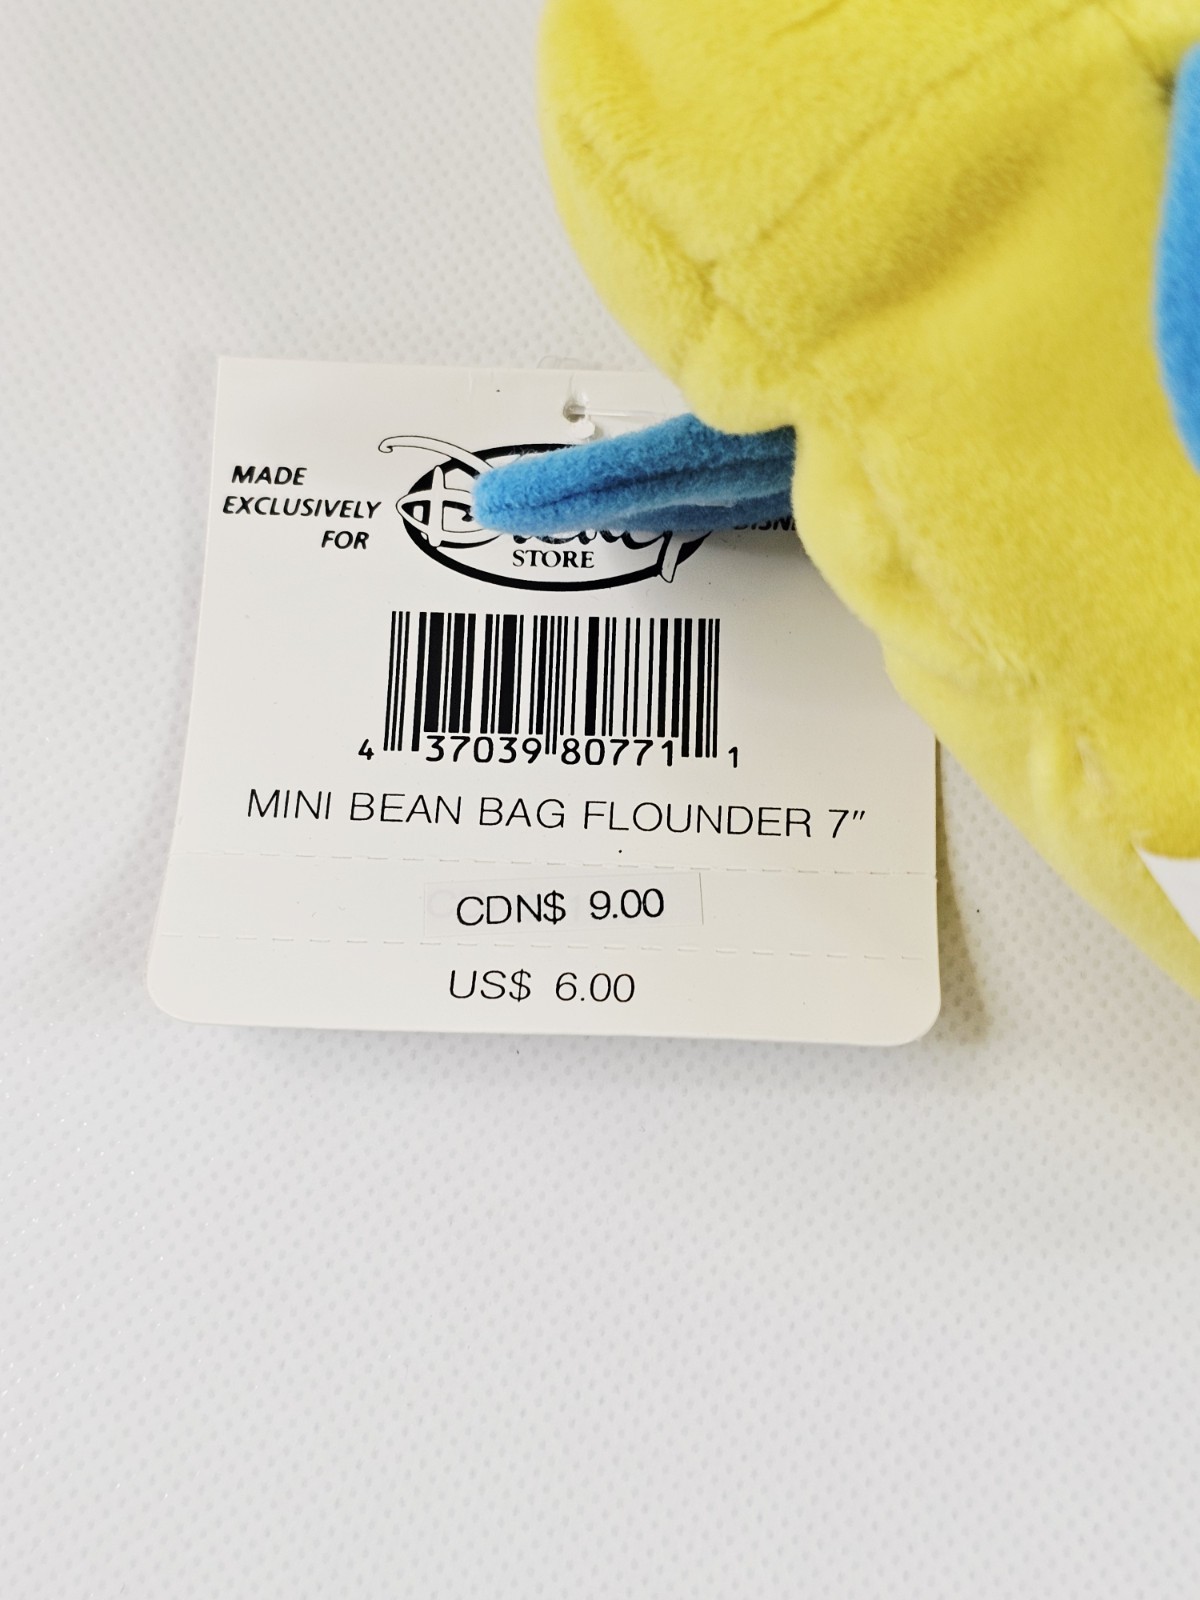 MADE
EXCLUSIVELY
FOR
Disney
STORE
4 37039 80771 1
MINI BEAN BAG FLOUNDER 7"
CDN$ 9.00
US$ 6.00